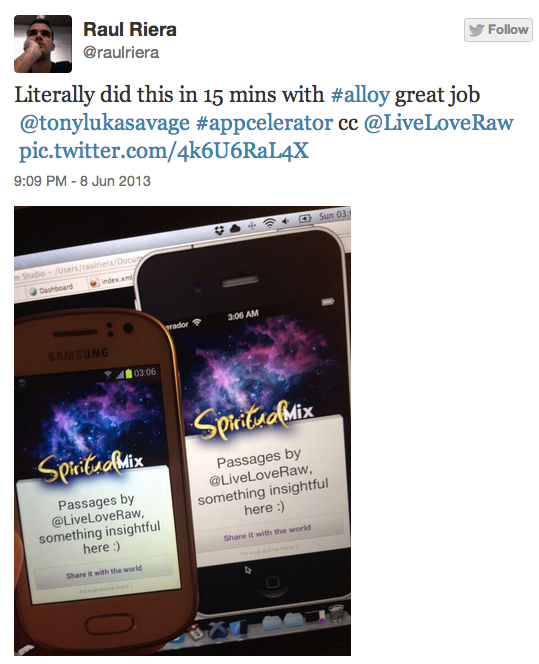 Raul Riera
@raulriera
Follow
Literally did this in 15 mins with #alloy great job
@tonylukasavage #appcelerator cc @LiveLoveRaw
pic.twitter.com/4k6U6RaL4X
9:09 PM - 8 Jun 2013
Sun 03:
m Studio - /Users/raulriera/Docum
Dashboard
index.xml
erador
3:06 AM
SAMSUNG
03:06
SpiritualMix
Passages by
@LiveLoveRaw,
something insightful
here :)
Share it with the world
SpiritualMix
Passages by
@LiveLoveRaw,
something insightful
here :)
Share it with the world